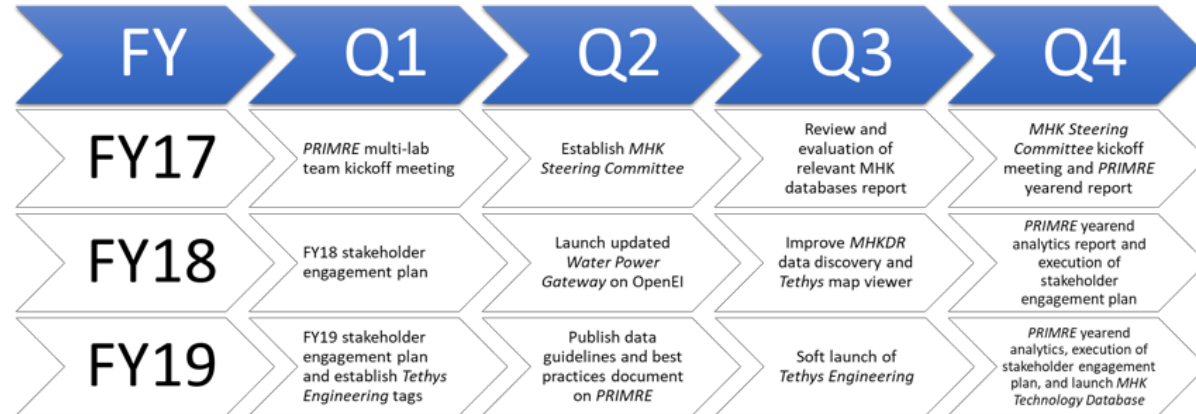 FY
Q1
Q2
Q3
Q4
FY17
PRIMRE multi-lab
team kickoff meeting
Establish MHK
Steering Committee
Review and
evaluation of
relevant MHK
databases report
MHK Steering
Committee kickoff
meeting and PRIMRE
yearend report
FY18
FY18 stakeholder
engagement plan
Launch updated
Water Power
Gateway on OpenEI
Improve MHKDR
data discovery and
Tethys map viewer
PRIMRE yearend
analytics report and
execution of
stakeholder
engagement plan
FY19
FY19 stakeholder
engagement plan
and establish Tethys
Engineering tags
Publish data
guidelines and best
practices document
on PRIMRE
Soft launch of
Tethys Engineering
PRIMRE yearend
analytics, execution of
stakeholder engagement
plan, and launch MHK
Technology Database